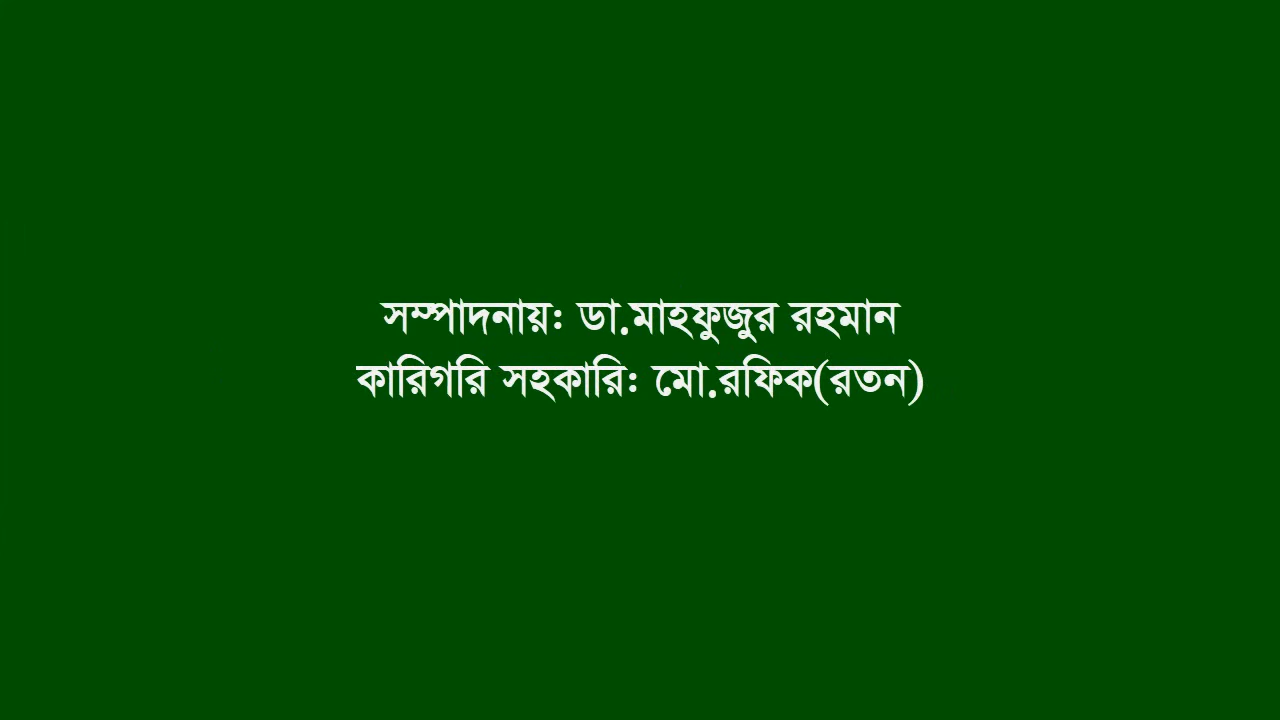 সম্পাদনায়: ডা.মাহফুজুর রহমান
কারিগরি সহকারি: মো.রফিক(রতন)